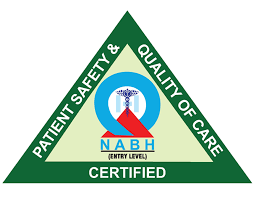 PATIENT SAFETY &
QUALITY OF CARE
NABH
(ENTRY LEVEL)
CERTIFIED